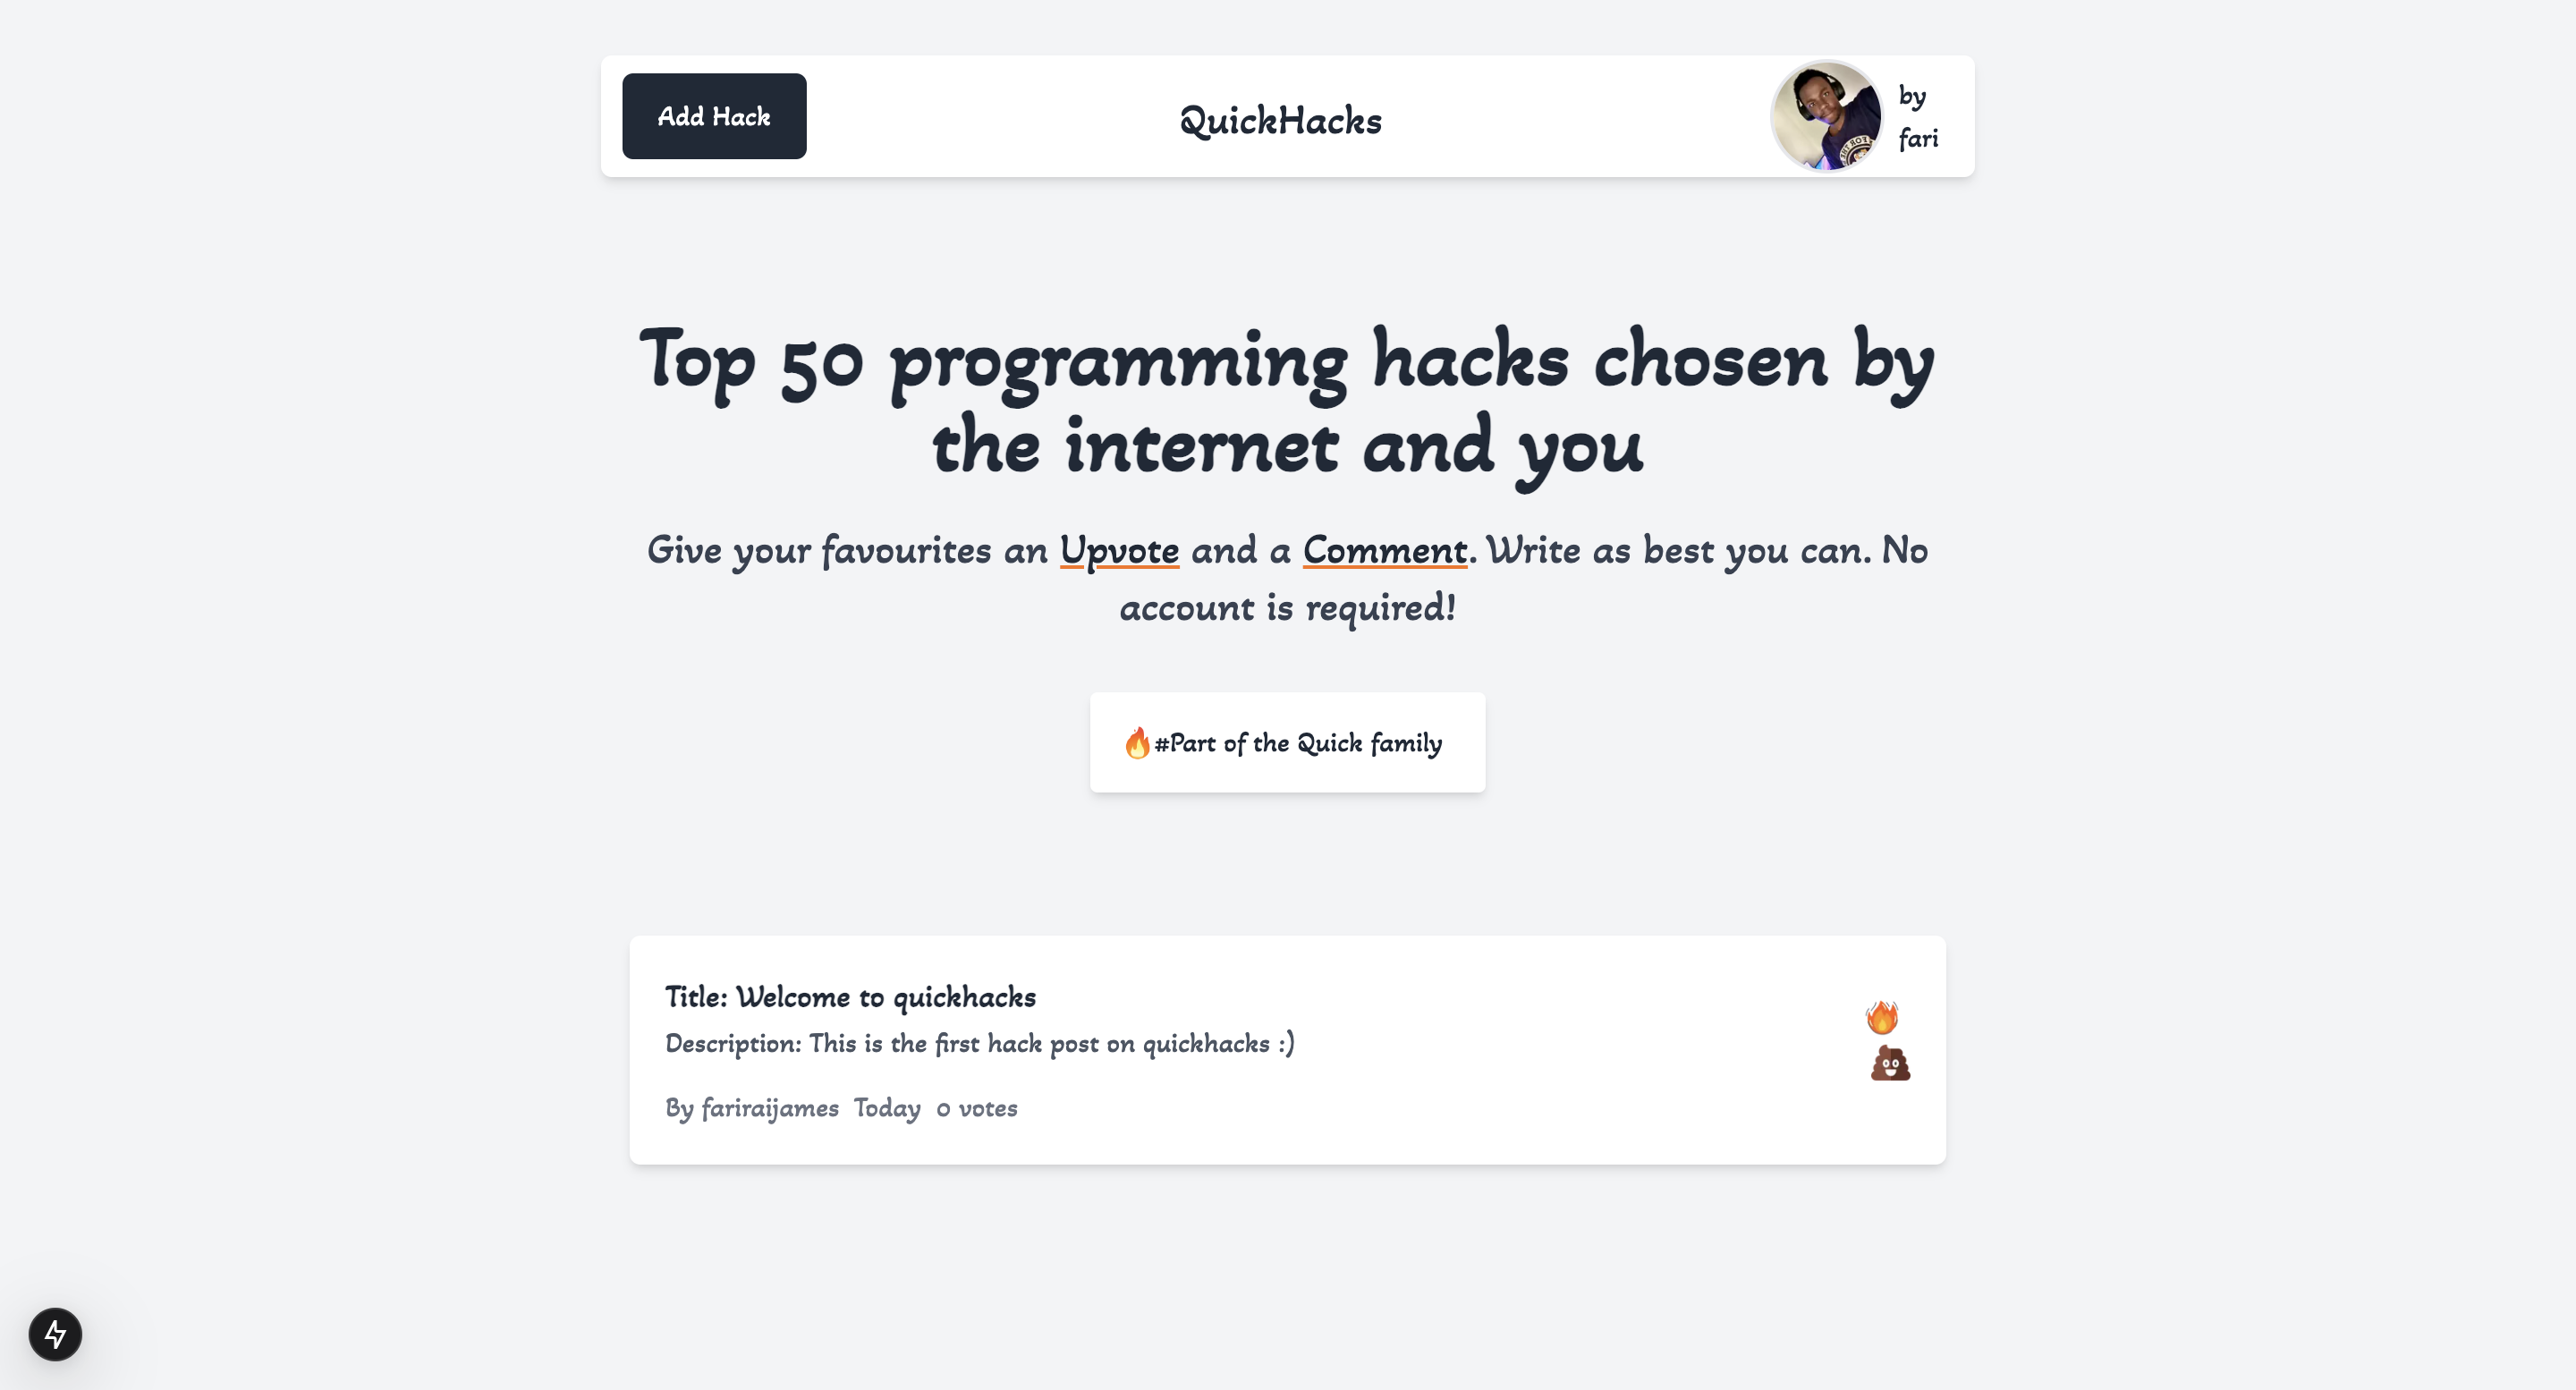 Add Hack
QuickHacks
by
fari
Top 50 programming hacks chosen by
the internet and you
Give your favourites an Upvote and a Comment. Write as best you can. No
account is required!
🔥#Part of the Quick family
Title: Welcome to quickhacks
Description: This is the first hack post on quickhacks :)
By fariraijames Today 0 votes